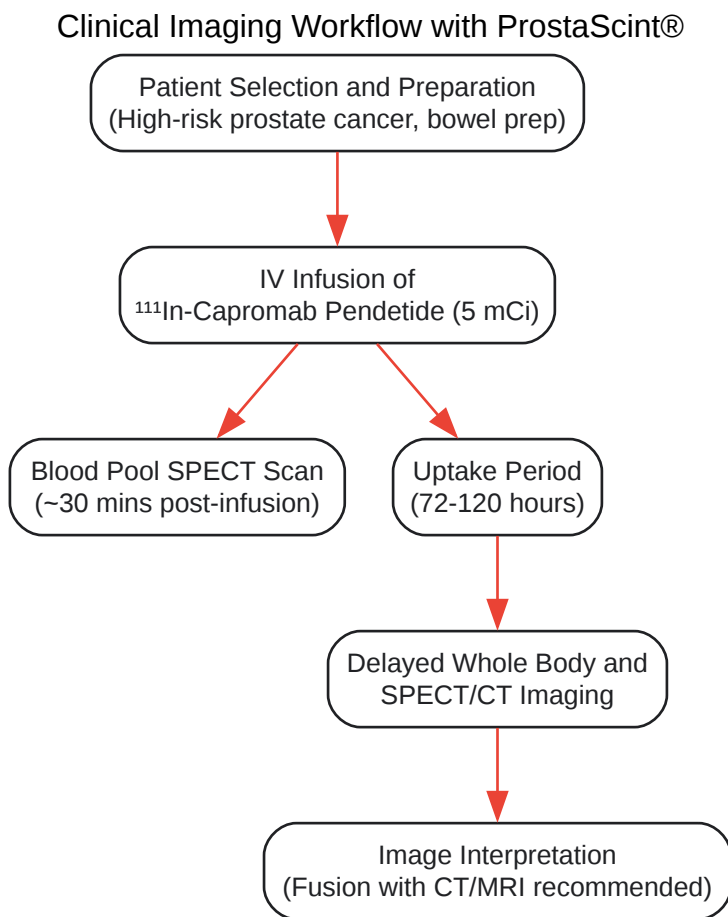 Clinical Imaging Workflow with ProstaScint®
Patient Selection and Preparation
(High-risk prostate cancer, bowel prep)
IV Infusion of
¹¹¹In-Capromab Pendetide (5 mCi)
Blood Pool SPECT Scan
(~30 mins post-infusion)
Uptake Period
(72-120 hours)
Delayed Whole Body and
SPECT/CT Imaging
Image Interpretation
(Fusion with CT/MRI recommended)